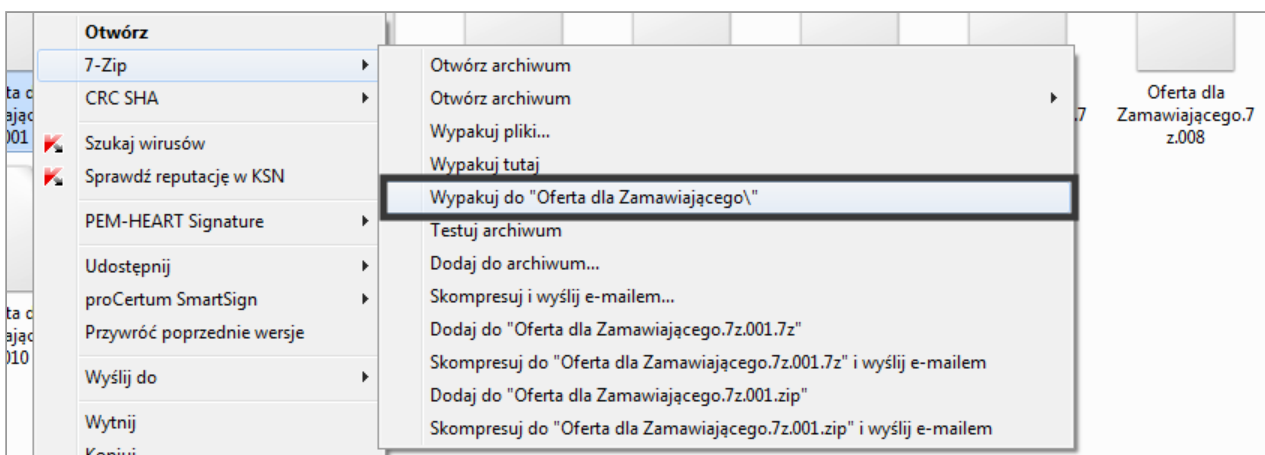 Otwórz
7-Zip
CRC SHA
Szukaj wirusów
Sprawdź reputację w KSN
PEM-HEART Signature
Udostępnij
proCertum SmartSign
Przywróć poprzednie wersje
Wyślij do
Wytnij
Kopiuj
Otwórz archiwum
Otwórz archiwum
Wypakuj pliki...
Wypakuj tutaj
Wypakuj do "Oferta dla Zamawiającego\"
Testuj archiwum
Dodaj do archiwum...
Skompresuj i wyślij e-mailem...
Dodaj do "Oferta dla Zamawiającego.7z.001.7z"
Skompresuj do "Oferta dla Zamawiającego.7z.001.7z" i wyślij e-mailem
Dodaj do "Oferta dla Zamawiającego.7z.001.zip"
Skompresuj do "Oferta dla Zamawiającego.7z.001.zip" i wyślij e-mailem
Oferta dla
Zamawiającego.7
z.008